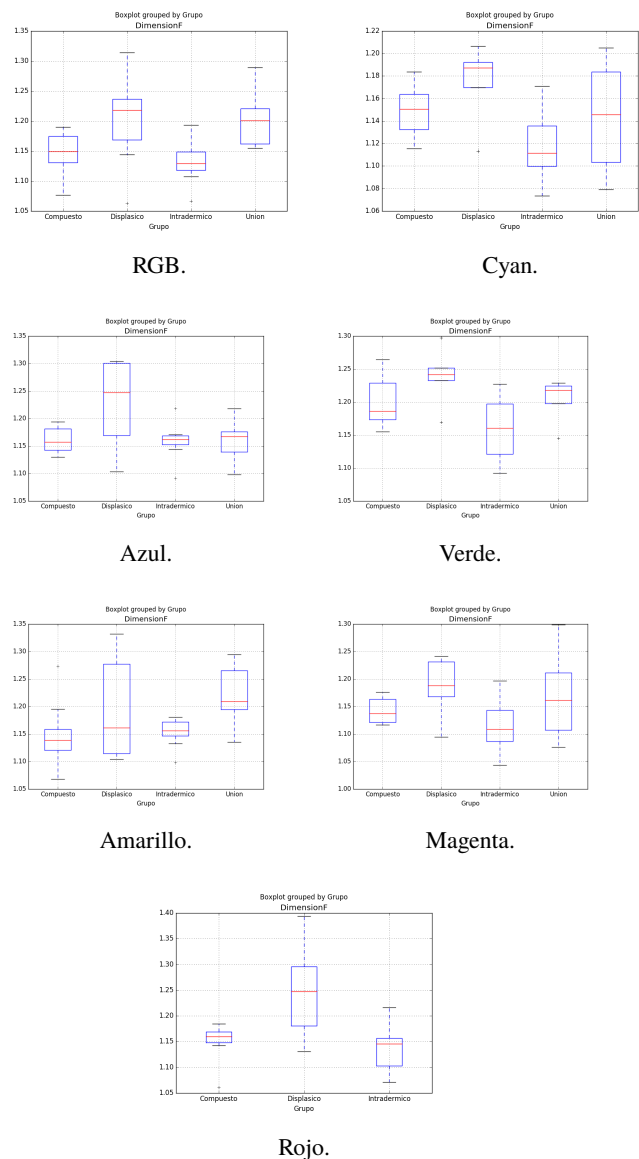 Boxplot grouped by Grupo
DimensionF
1.35
1.30
1.25
1.20
1.15
1.10
1.05
Compuesto Displasico Intradermico Union
Grupo
RGB.
Boxplot grouped by Grupo
DimensionF
1.22
1.20
1.18
1.16
1.14
1.12
1.10
1.08
1.06
Compuesto Displasico Intradermico Union
Grupo
Cyan.
Boxplot grouped by Grupo
DimensionF
1.35
1.30
1.25
1.20
1.15
1.10
1.05
Compuesto Displasico Intradermico Union
Grupo
Azul.
Boxplot grouped by Grupo
DimensionF
1.30
1.25
1.20
1.15
1.10
1.05
Compuesto Displasico Intradermico Union
Grupo
Verde.
Boxplot grouped by Grupo
DimensionF
1.35
1.30
1.25
1.20
1.15
1.10
1.05
Compuesto Displasico Intradermico Union
Grupo
Amarillo.
Boxplot grouped by Grupo
DimensionF
1.30
1.25
1.20
1.15
1.10
1.05
1.00
Compuesto Displasico Intradermico Union
Grupo
Magenta.
Boxplot grouped by Grupo
DimensionF
1.40
1.35
1.30
1.25
1.20
1.15
1.10
1.05
Compuesto Displasico Intradermico
Grupo
Rojo.